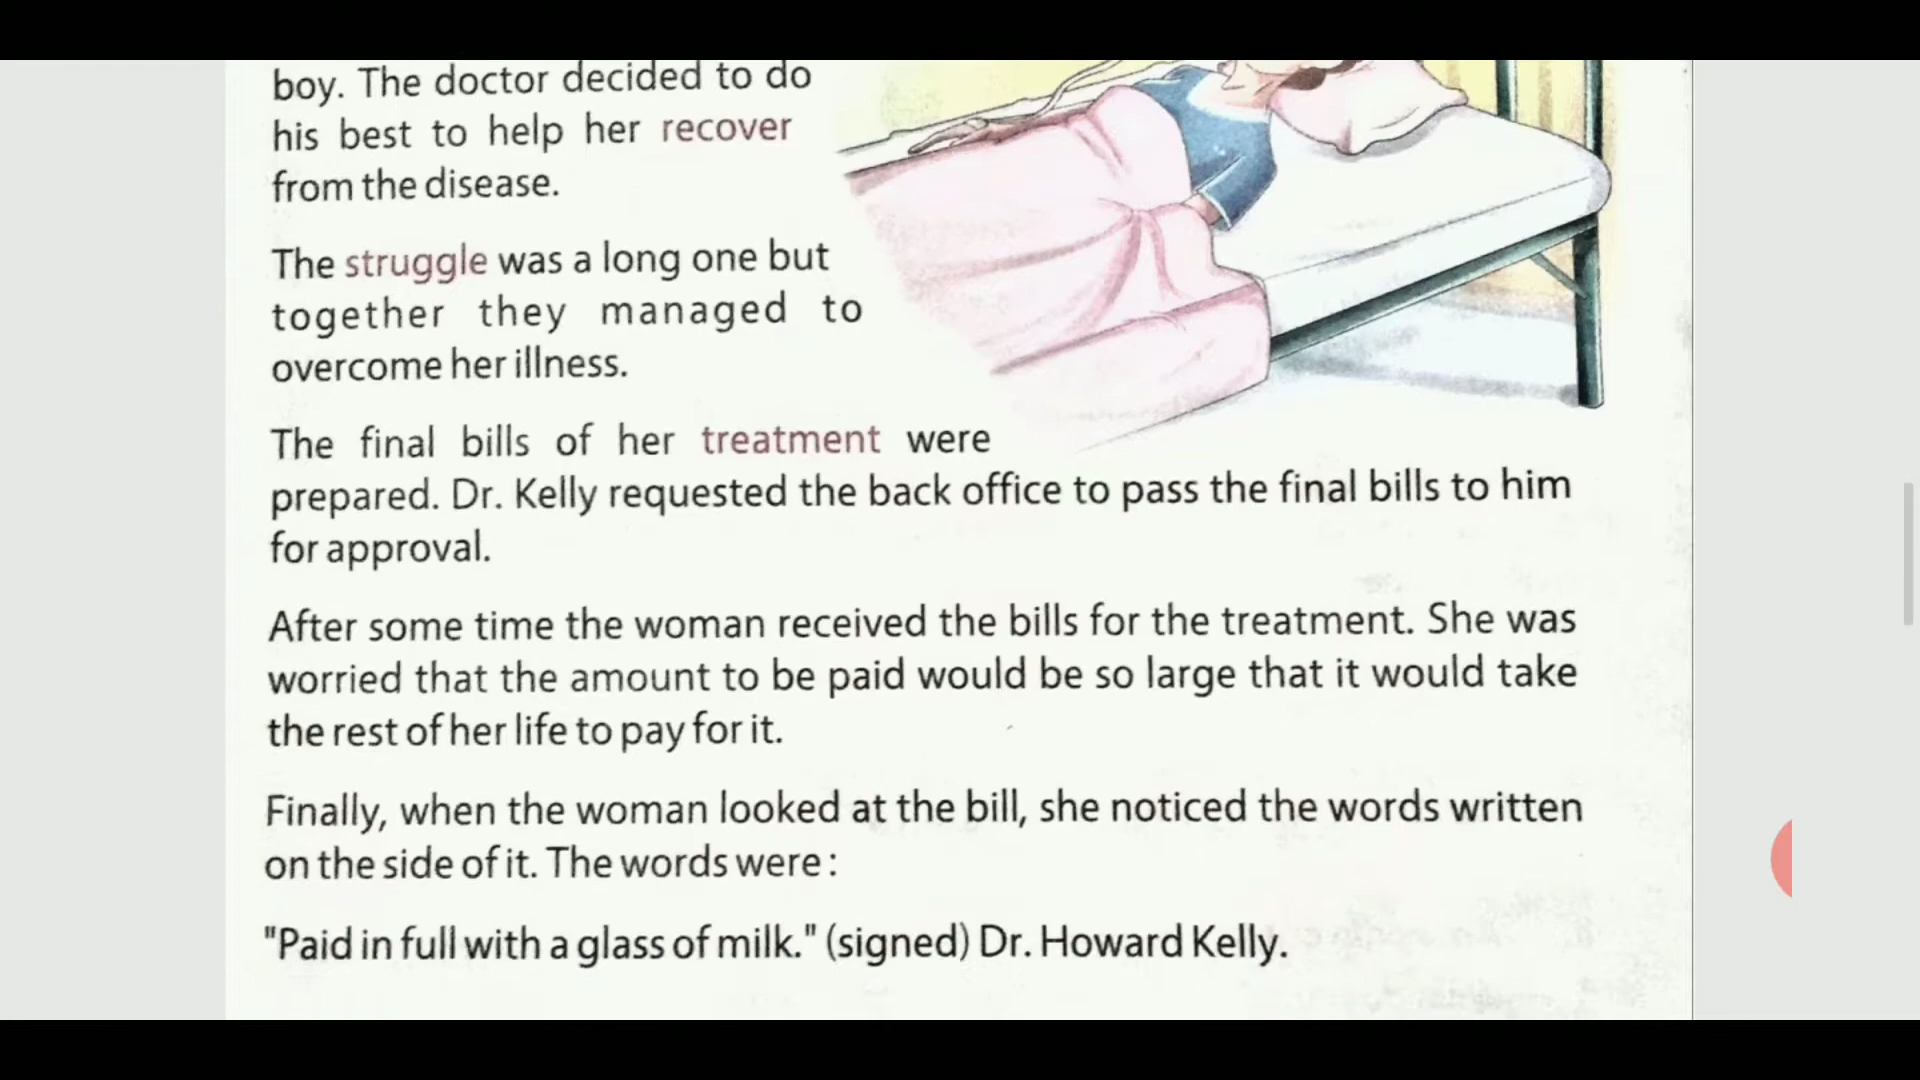 boy. The doctor decided to do
his best to help her recover
from the disease.
The struggle was a long one but
together they managed to
overcome her illness.
The final bills of her treatment were
prepared. Dr. Kelly requested the back office to pass the final bills to him
for approval.
After some time the woman received the bills for the treatment. She was
worried that the amount to be paid would be so large that it would take
the rest of her life to pay for it.
Finally, when the woman looked at the bill, she noticed the words written
on the side of it. The words were :
"Paid in full with a glass of milk." (signed) Dr. Howard Kelly.